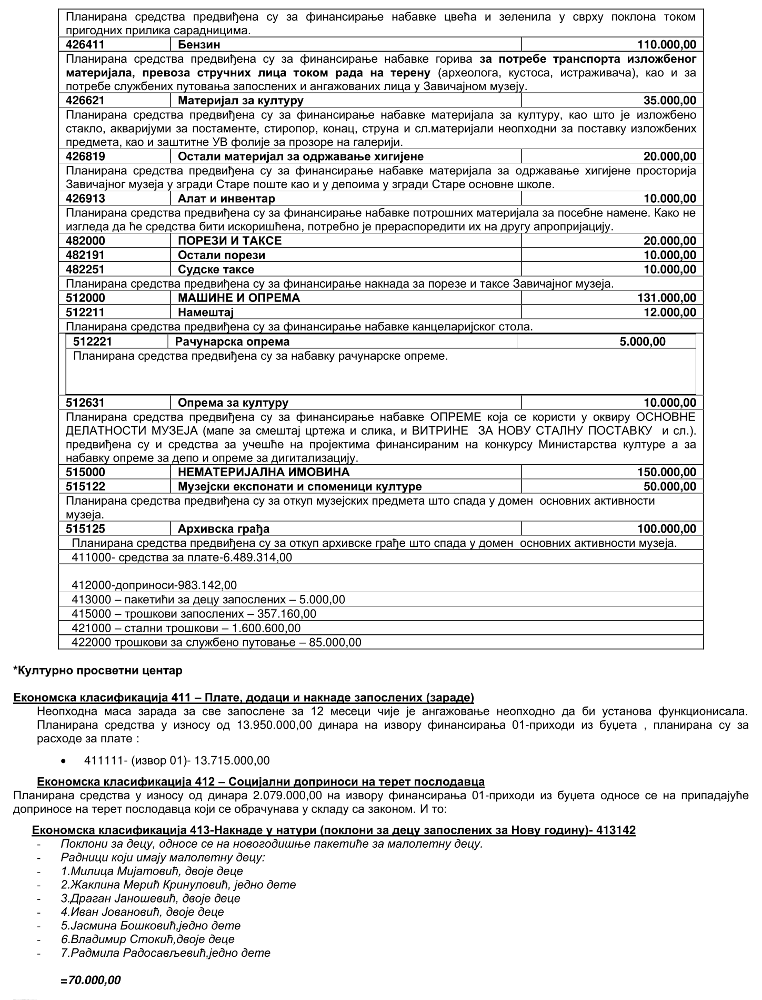 Планирана средства предвиђена су за финансирање набавке цвећа и зеленила у сврху поклона током
пригодних прилика сарадницима.
426411 Бензин 110.000,00
Планирана средства предвиђена су за финансирање набавке горива за потребе транспорта изложбеног
материјала, превоза стручних лица током рада на терену (археолога, кустоса, истраживача), као и за
потребе службених путовања запослених и ангажованих лица у Завичајном музеју.
426621 Материјал за културу 35.000,00
Планирана средства предвиђена су за финансирање набавке материјала за културу, као што је изложбено
стакло, акваријуми за постаменте, стиропор, конац, струна и сл.материјали неопходни за поставку изложбених
предмета, као и заштитне УВ фолије за прозоре на галерији.
426819 Остали материјал за одржавање хигијене 20.000,00
Планирана средства предвиђена су за финансирање набавке материјала за одржавање хигијене просторија
Завичајног музеја у згради Старе поште као и у депоима у згради Старе основне школе.
426913 Алат и инвентар 10.000,00
Планирана средства предвиђена су за финансирање набавке потрошних материјала за посебне намене. Како не
изгледа да ће средства бити искоришћена, потребно је прераспоредити их на другу апропријацију.
482000 ПОРЕЗИ И ТАКСЕ 20.000,00
482191 Остали порези 10.000,00
482251 Судске таксе 10.000,00
Планирана средства предвиђена су за финансирање накнада за порезе и таксе Завичајног музеја.
512000 МАШИНЕ И ОПРЕМА 131.000,00
512211 Намештај 12.000,00
Планирана средства предвиђена су за финансирање набавке канцеларијског стола.
512221 Рачунарска опрема 5.000,00
Планирана средства предвиђена су за набавку рачунарске опреме.
512631 Опрема за културу 10.000,00
Планирана средства предвиђена су за финансирање набавке ОПРЕМЕ која се користи у оквиру ОСНОВНЕ
ДЕЛАТНОСТИ МУЗЕЈА (мапе за смештај цртежа и слика, и ВИТРИНЕ ЗА НОВУ СТАЛНУ ПОСТАВКУ и сл.).
предвиђена су и средства за учешће на пројектима финансираним на конкурсу Министарства културе а за
набавку опреме за депо и опреме за дигитализацију.
515000 НЕМАТЕРИЈАЛНА ИМОВИНА 150.000,00
515122 Музејски експонати и споменици културе 50.000,00
Планирана средства предвиђена су за откуп музејских предмета што спада у домен основних активности
музеја.
515125 Архивска грађа 100.000,00
Планирана средства предвиђена су за откуп архивске грађе што спада у домен основних активности музеја.
411000- средства за плате-6.489.314,00
412000-доприноси-983.142,00
413000 – пакетићи за децу запослених – 5.000,00
415000 – трошкови запослених – 357.160,00
421000 – стални трошкови – 1.600.600,00
422000 трошкови за службено путовање – 85.000,00
*Културно просветни центар
Економска класификација 411 – Плате, додаци и накнаде запослених (зараде)
Неопходна маса зарада за све запослене за 12 месеци чије је ангажовање неопходно да би установа функционисала.
Планирана средства у износу од 13.950.000,00 динара на извору финансирања 01-приходи из буџета , планирана су за
расходе за плате :
• 411111- (извор 01)- 13.715.000,00
Економска класификација 412 – Социјални доприноси на терет послодавца
Планирана средства у износу од динара 2.079.000,00 на извору финансирања 01-приходи из буџета односе се на припадајуће
доприносе на терет послодавца који се обрачунава у складу са законом. И то:
Економска класификација 413-Накнаде у натури (поклони за децу запослених за Нову годину)- 413142
- Поклони за децу, односе се на новогодишње пакетиће за малолетну децу.
- Радници који имају малолетну децу:
- 1.Милица Мијатовић, двоје деце
- 2.Жаклина Мерић Кринуловић, једно дете
- 3.Драган Јаношевић, двоје деце
- 4.Иван Јовановић, двоје деце
- 5.Јасмина Бошковић,једно дете
- 6.Владимир Стокић,двоје деце
- 7.Радмила Радосављевић,једно дете
=70.000,00